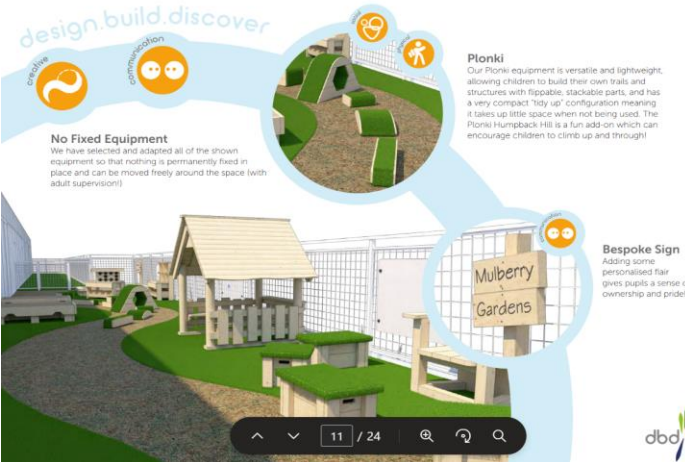 design.build.discover
creative
communication
social
physical
Plonki
Our Plonki equipment is versatile and lightweight,
allowing children to build their own trails and
structures with flippable, stackable parts, and has
a very compact "tidy up" configuration meaning
it takes up little space when not being used. The
Plonki Humpback Hill is a fun add-on which can
encourage children to climb up and through!
No Fixed Equipment
We have selected and adapted all of the shown
equipment so that nothing is permanently fixed in
place and can be moved freely around the space (with
adult supervision!)
communication
Mulberry
Gardens
Bespoke Sign
Adding some
personalised flair
gives pupils a sense
ownership and pride
11 / 24
dbd